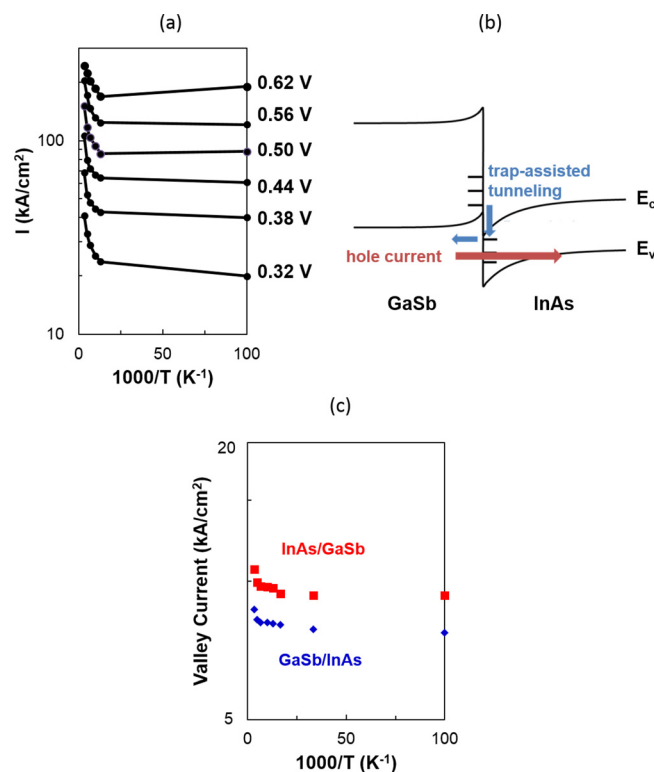 (a)
100
10
I (kA/cm²)
0.62 V
0.56 V
0.50 V
0.44 V
0.38 V
0.32 V
0
50
100
1000/T (K⁻¹)
(b)
trap-assisted
tunneling
hole current
GaSb
InAs
(c)
20
5
Valley Current (kA/cm²)
InAs/GaSb
GaSb/InAs
0
50
100
1000/T (K⁻¹)